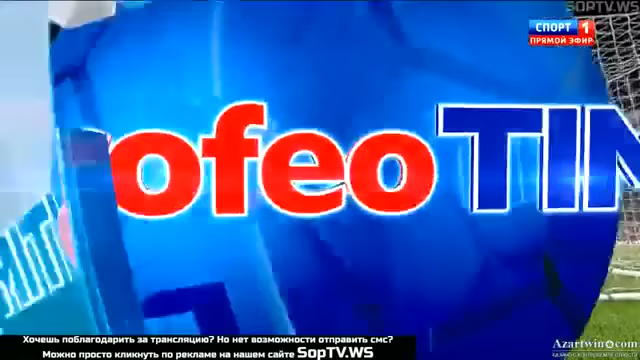 SOPTV.WS
СПОРТ 1
ПРЯМОЙ ЭФИР
ofeo TIN
Хочешь поблагодарить за трансляцию? Но нет возможности отправить смс?
Можно просто кликнуть по рекламе на нашем сайте SopTV.WS
Azartwin.com